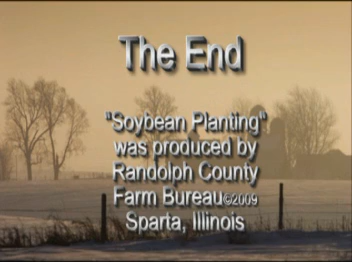 The End
"Soybean Planting"
was produced by
Randolph County
Farm Bureau©2009
Sparta, Illinois